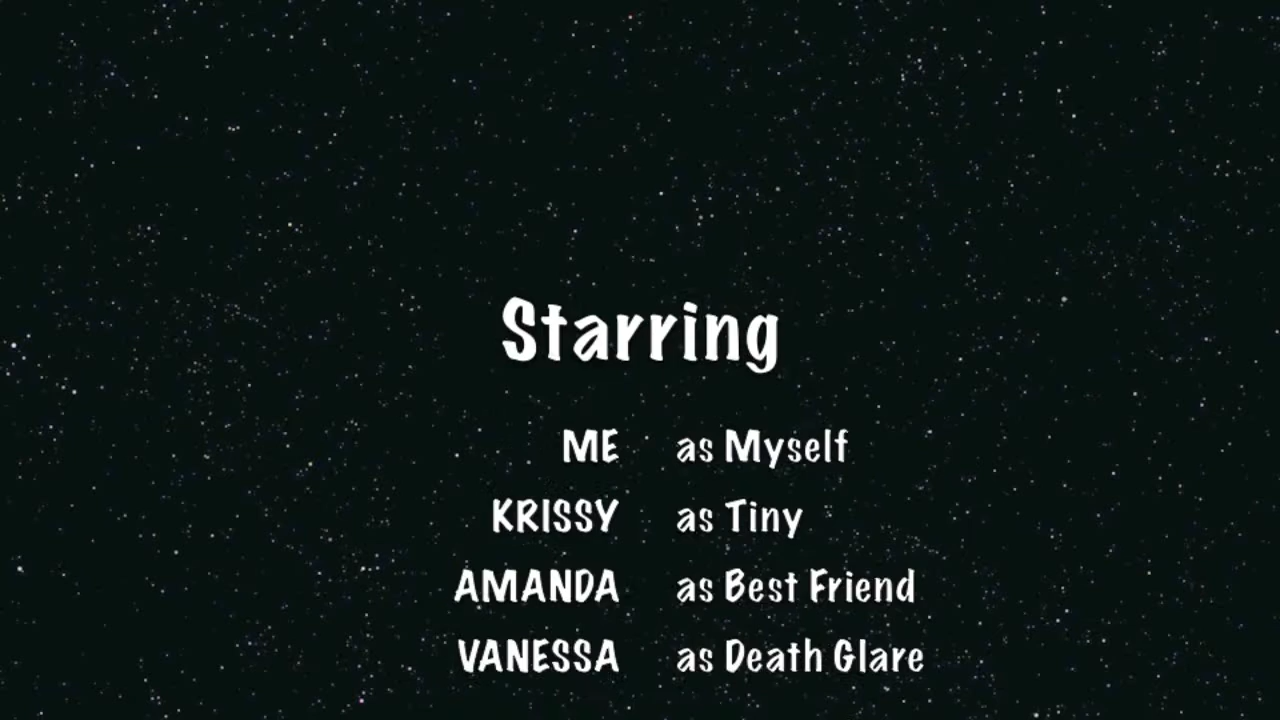 Starring
ME as Myself
KRISSY as Tiny
AMANDA as Best Friend
VANESSA as Death Glare